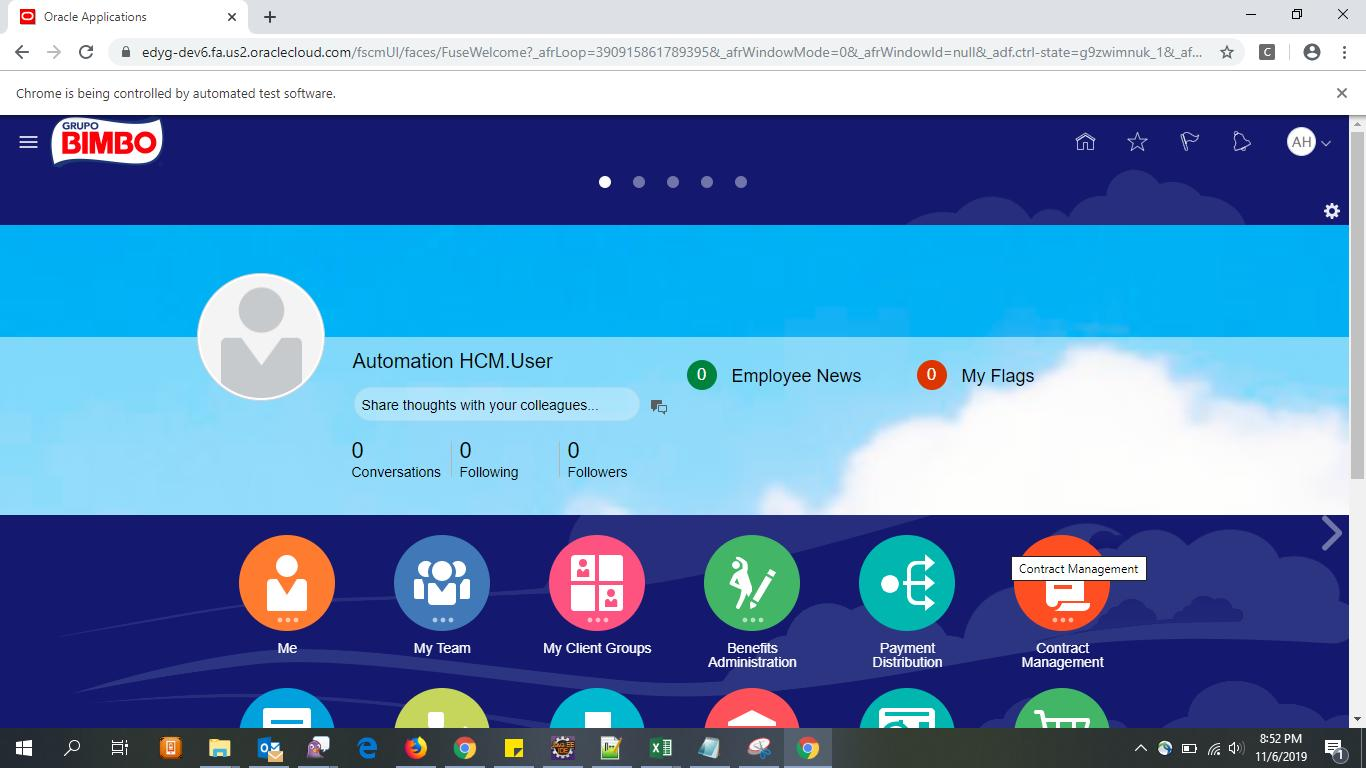 Oracle Applications
edyg-dev6.fa.us2.oraclecloud.com/fscmUI/faces/FuseWelcome?_afrLoop=390915861789395&_afrWindowMode=0&_afrWindowId=null&_adf.ctrl-state=g9zwimnuk_1&_af...
C
Chrome is being controlled by automated test software.
GRUPO
BIMBO
AH
Automation HCM.User
0 Employee News
0 My Flags
Share thoughts with your colleagues...
0 0 0
Conversations Following Followers
Contract Management
Me
My Team
My Client Groups
Benefits
Administration
Payment
Distribution
Contract
Management
8:52 PM
11/6/2019
1